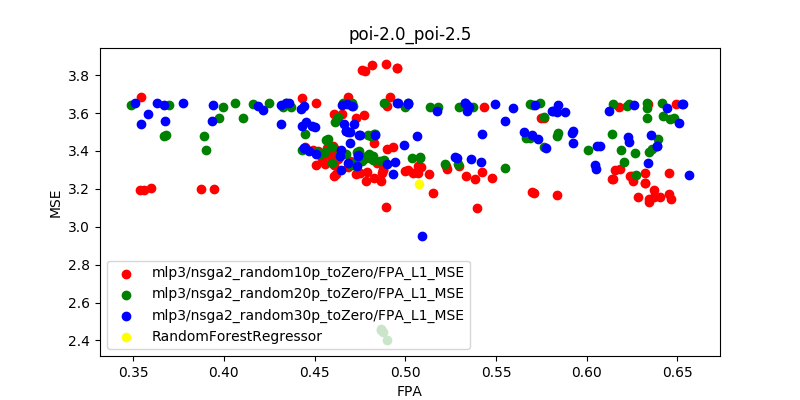 poi-2.0_poi-2.5
3.8
3.6
3.4
3.2
3.0
2.8
2.6
2.4
MSE
mlp3/nsga2_random10p_toZero/FPA_L1_MSE
mlp3/nsga2_random20p_toZero/FPA_L1_MSE
mlp3/nsga2_random30p_toZero/FPA_L1_MSE
RandomForestRegressor
0.35 0.40 0.45 0.50 0.55 0.60 0.65
FPA